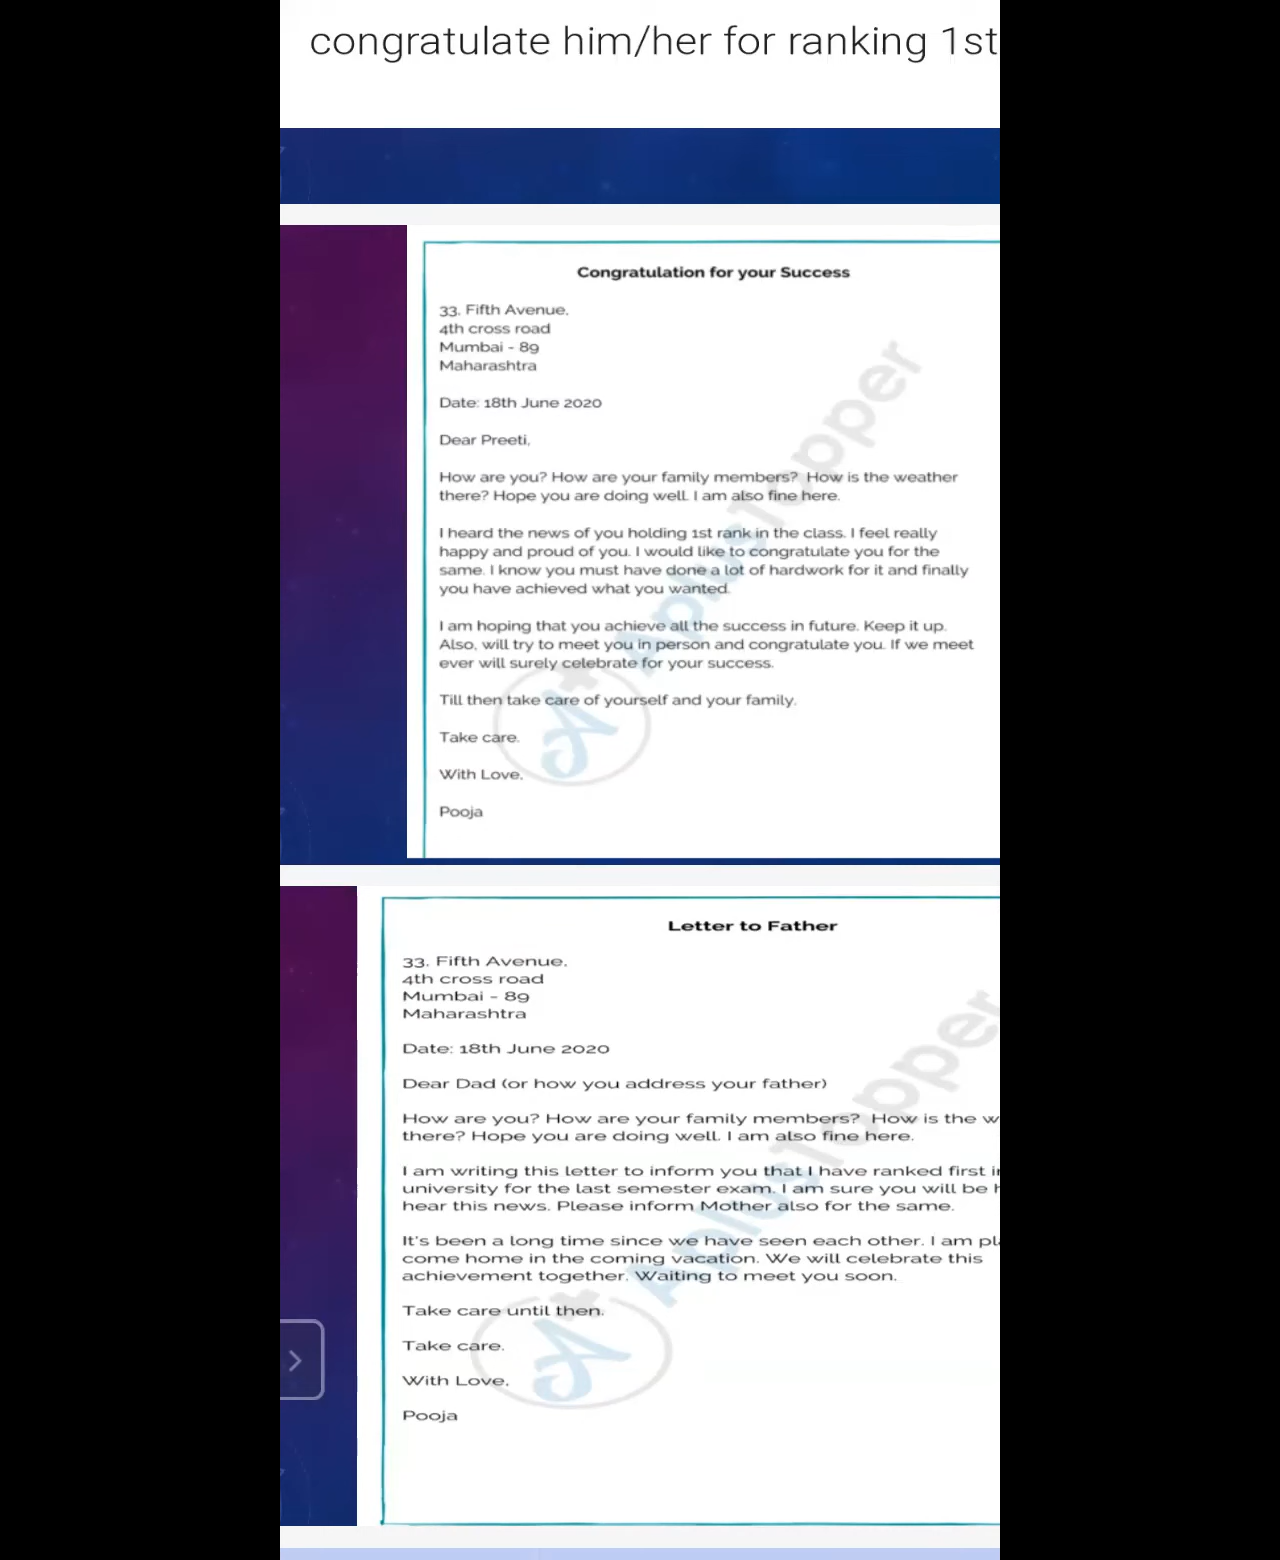 congratulate him/her for ranking 1st
Congratulation for your Success
33, Fifth Avenue,
4th cross road
Mumbai - 89
Maharashtra
Date: 18th June 2020
Dear Preeti,
How are you? How are your family members? How is the weather
there? Hope you are doing well. I am also fine here.
I heard the news of you holding 1st rank in the class. I feel really
happy and proud of you. I would like to congratulate you for the
same. I know you must have done a lot of hardwork for it and finally
you have achieved what you wanted.
I am hoping that you achieve all the success in future. Keep it up.
Also, will try to meet you in person and congratulate you. If we meet
ever will surely celebrate for your success.
Till then take care of yourself and your family.
Take care.
With Love,
Pooja
AplusTopper
Letter to Father
33, Fifth Avenue,
4th cross road
Mumbai - 89
Maharashtra
Date: 18th June 2020
Dear Dad (or how you address your father)
How are you? How are your family members? How is the w
there? Hope you are doing well. I am also fine here.
I am writing this letter to inform you that I have ranked first i
university for the last semester exam. I am sure you will be h
hear this news. Please inform Mother also for the same.
It's been a long time since we have seen each other. I am pl
come home in the coming vacation. We will celebrate this
achievement together. Waiting to meet you soon.
Take care until then.
Take care.
With Love,
Pooja
AplusTopper